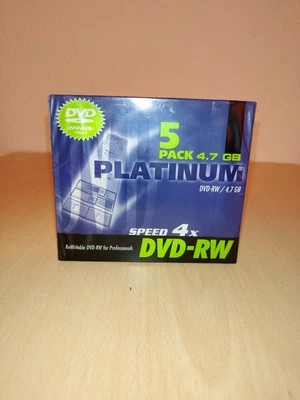 DVD
5
PACK 4.7 GB
PLATINUM
DVD-RW/4,7 GB
SPEED 4x
ReWritable DVD-RW for Professionals
DVD-RW